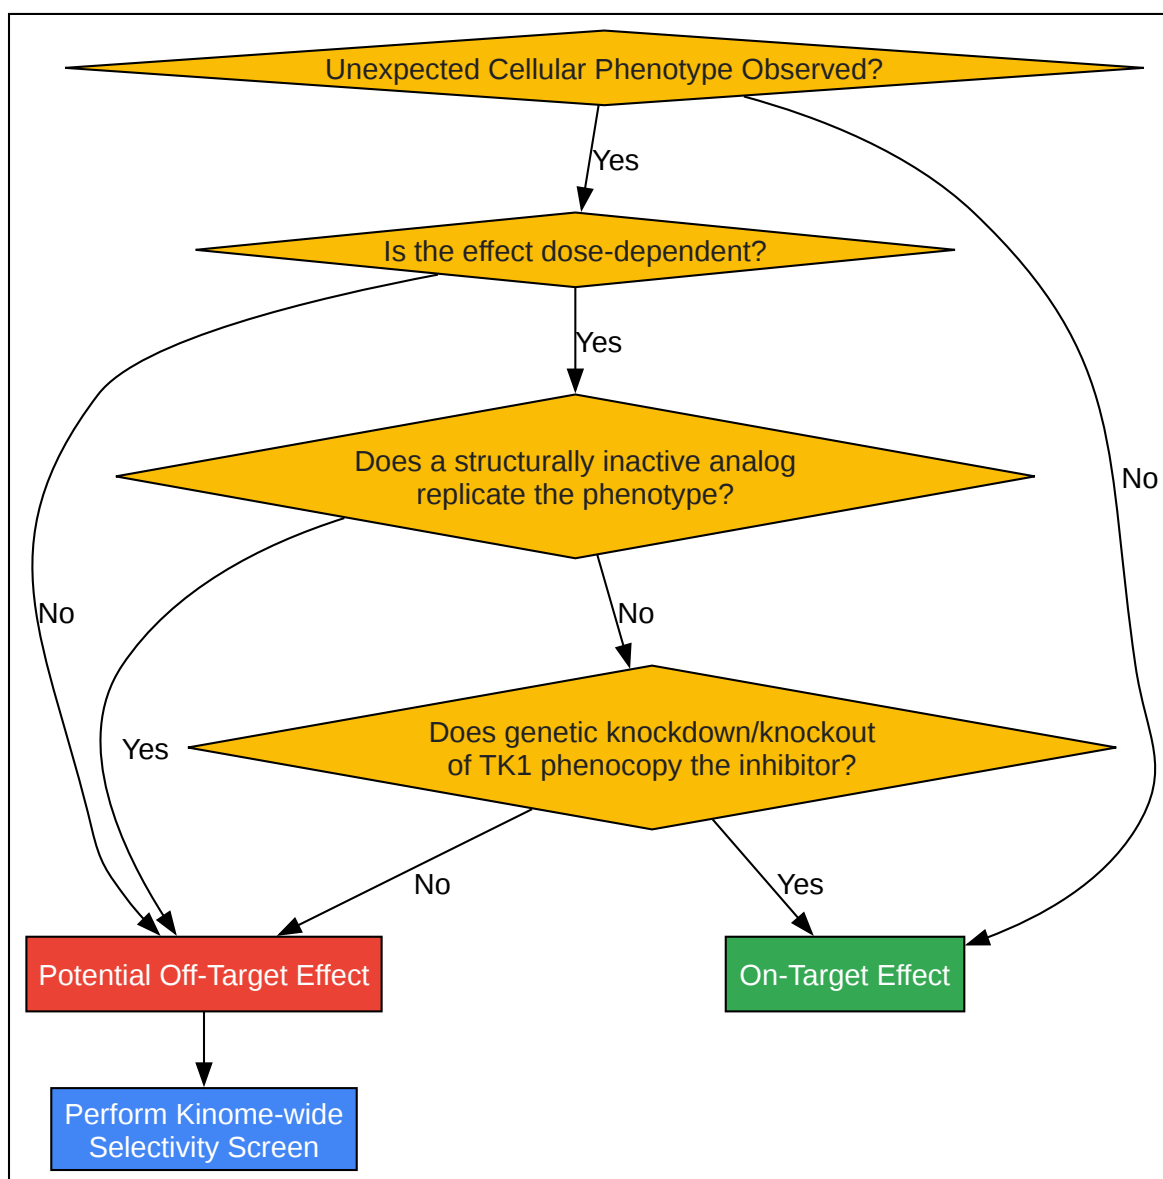 Unexpected Cellular Phenotype Observed?
Yes
Is the effect dose-dependent?
Yes
Does a structurally inactive analog
replicate the phenotype?
No
No
No
Does genetic knockdown/knockout
of TK1 phenocopy the inhibitor?
Yes
No
Yes
Potential Off-Target Effect
On-Target Effect
Perform Kinome-wide
Selectivity Screen